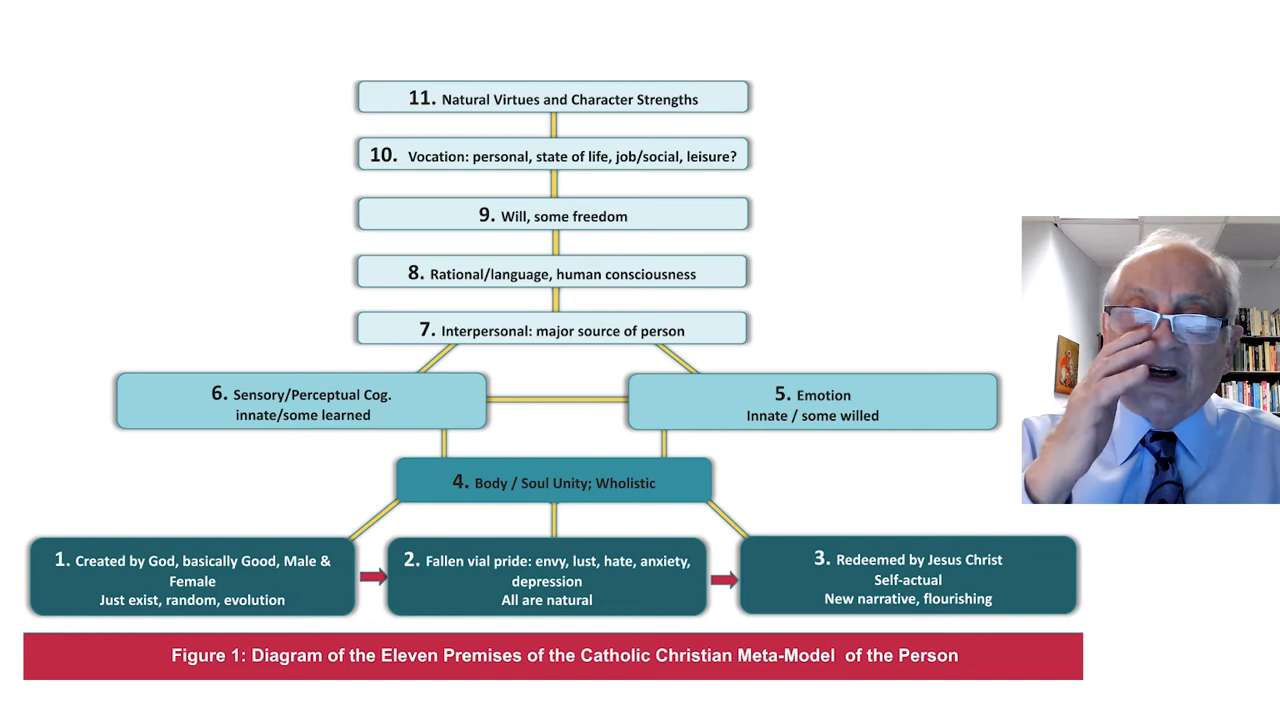 11. Natural Virtues and Character Strengths
10. Vocation: personal, state of life, job/social, leisure?
9. Will, some freedom
8. Rational/language, human consciousness
7. Interpersonal: major source of person
6. Sensory/Perceptual Cog.
innate/some learned
5. Emotion
Innate / some willed
4. Body / Soul Unity; Wholistic
1. Created by God, basically Good, Male &
Female
Just exist, random, evolution
2. Fallen vial pride: envy, lust, hate, anxiety,
depression
All are natural
3. Redeemed by Jesus Christ
Self-actual
New narrative, flourishing
Figure 1: Diagram of the Eleven Premises of the Catholic Christian Meta-Model of the Person